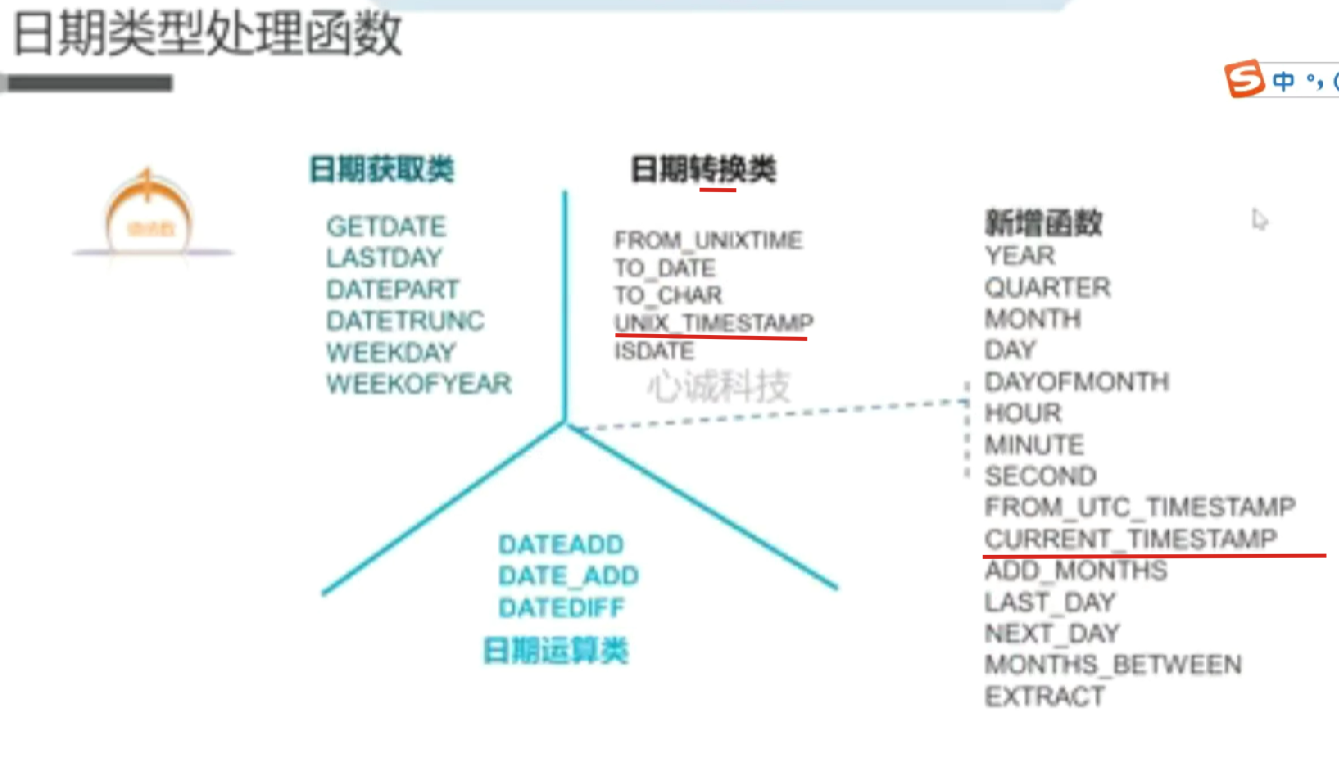 日期类型处理函数
中
日期获取类
GETDATE
LASTDAY
DATEPART
DATETRUNC
WEEKDAY
WEEKOFYEAR
日期转换类
FROM_UNIXTIME
TO_DATE
TO_CHAR
UNIX_TIMESTAMP
ISDATE
心诚科技
新增函数
YEAR
QUARTER
MONTH
DAY
DAYOFMONTH
HOUR
MINUTE
SECOND
FROM_UTC_TIMESTAMP
CURRENT_TIMESTAMP
ADD_MONTHS
LAST_DAY
NEXT_DAY
MONTHS_BETWEEN
EXTRACT
DATEADD
DATE_ADD
DATEDIFF
日期运算类